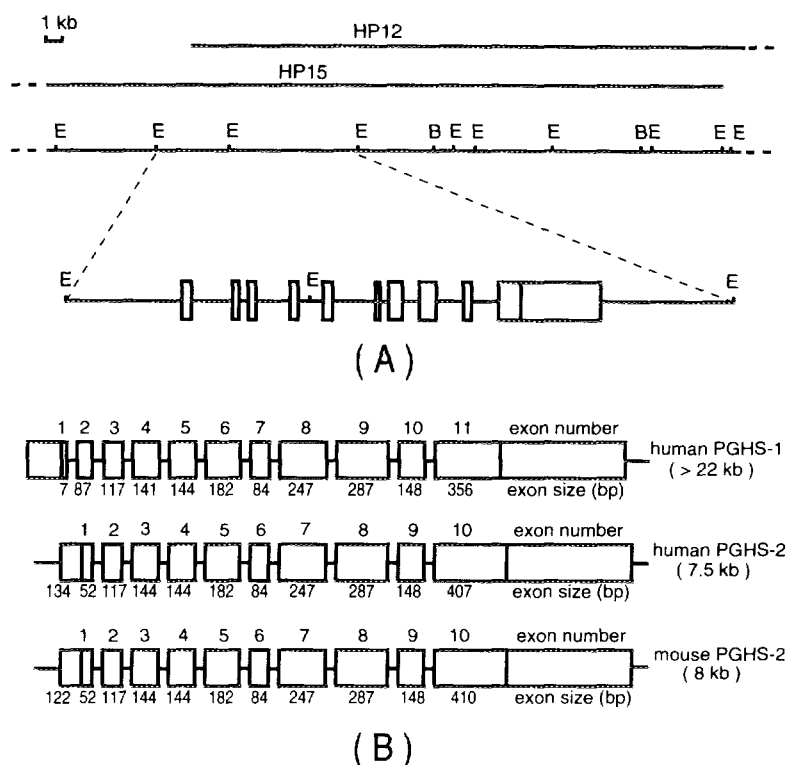 1 kb
HP12
HP15
E E E E B E E E B E E E
E E E
(A)
1 2 3 4 5 6 7 8 9 10 11 exon number
human PGHS-1
(> 22 kb)
7 87 117 141 144 182 84 247 287 148 356 exon size (bp)
1 2 3 4 5 6 7 8 9 10 exon number
human PGHS-2
(7.5 kb)
134 52 117 144 144 182 84 247 287 148 407 exon size (bp)
1 2 3 4 5 6 7 8 9 10 exon number
mouse PGHS-2
(8 kb)
122 52 117 144 144 182 84 247 287 148 410 exon size (bp)
(B)